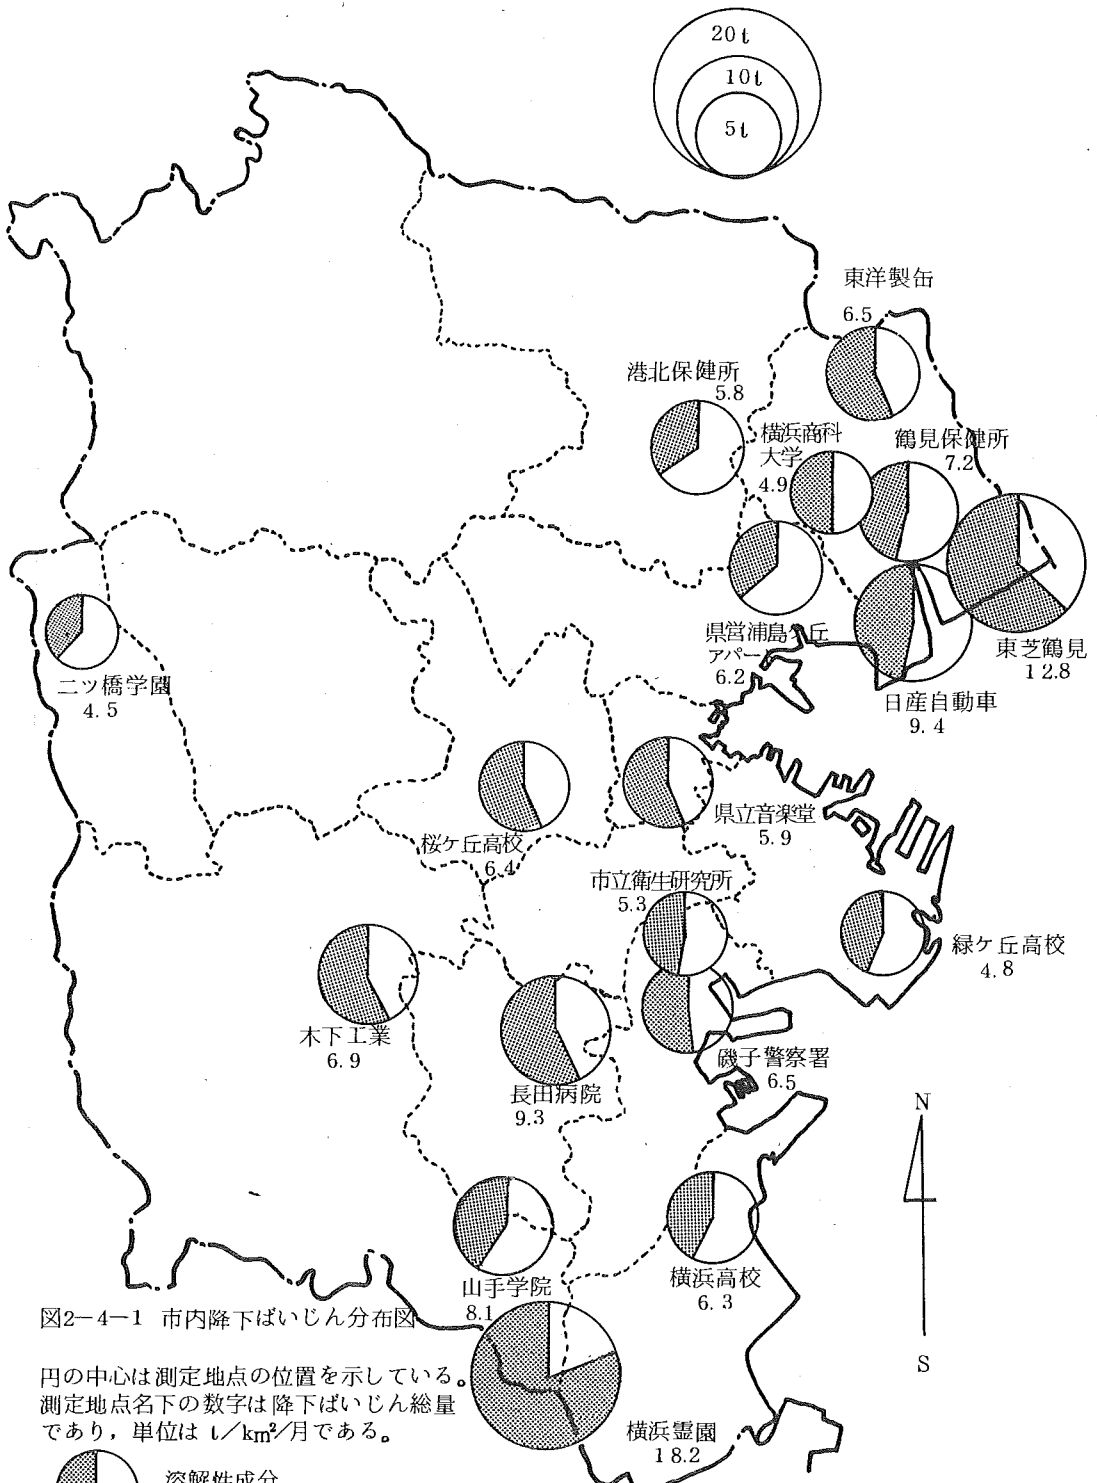 20t
10t
5t
東洋製缶
6.5
港北保健所
5.8
横浜商科
大学
4.9
鶴見保健所
7.2
東芝鶴見
12.8
県営浦島ケ丘
アパート
6.2
日産自動車
9.4
二ツ橋学園
4.5
桜ケ丘高校
6.4
県立音楽堂
5.9
市立衛生研究所
5.3
緑ケ丘高校
4.8
木下工業
6.9
長田病院
9.3
磯子警察署
6.5
N
S
山手学院
8.1
横浜高校
6.3
横浜霊園
18.2
図2-4-1 市内降下ばいじん分布図
円の中心は測定地点の位置を示している。
測定地点名下の数字は降下ばいじん総量
であり，単位は t/km²/月である。
溶解性成分